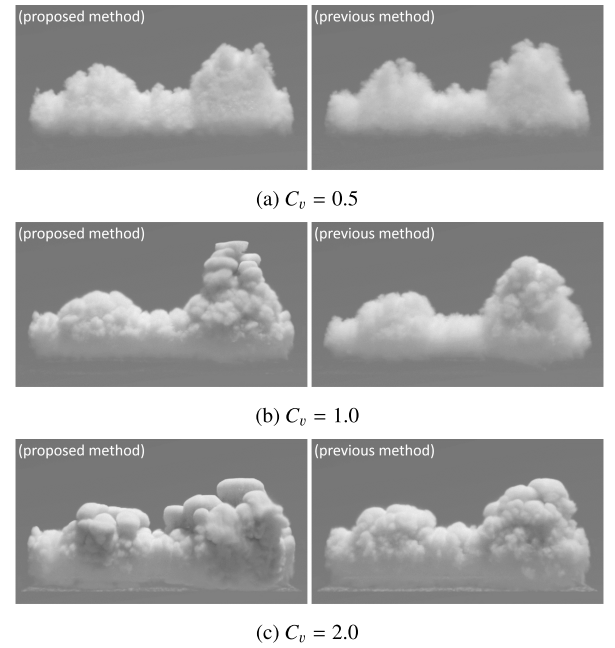 (proposed method) (previous method)
(a) C_v = 0.5
(proposed method) (previous method)
(b) C_v = 1.0
(proposed method) (previous method)
(c) C_v = 2.0